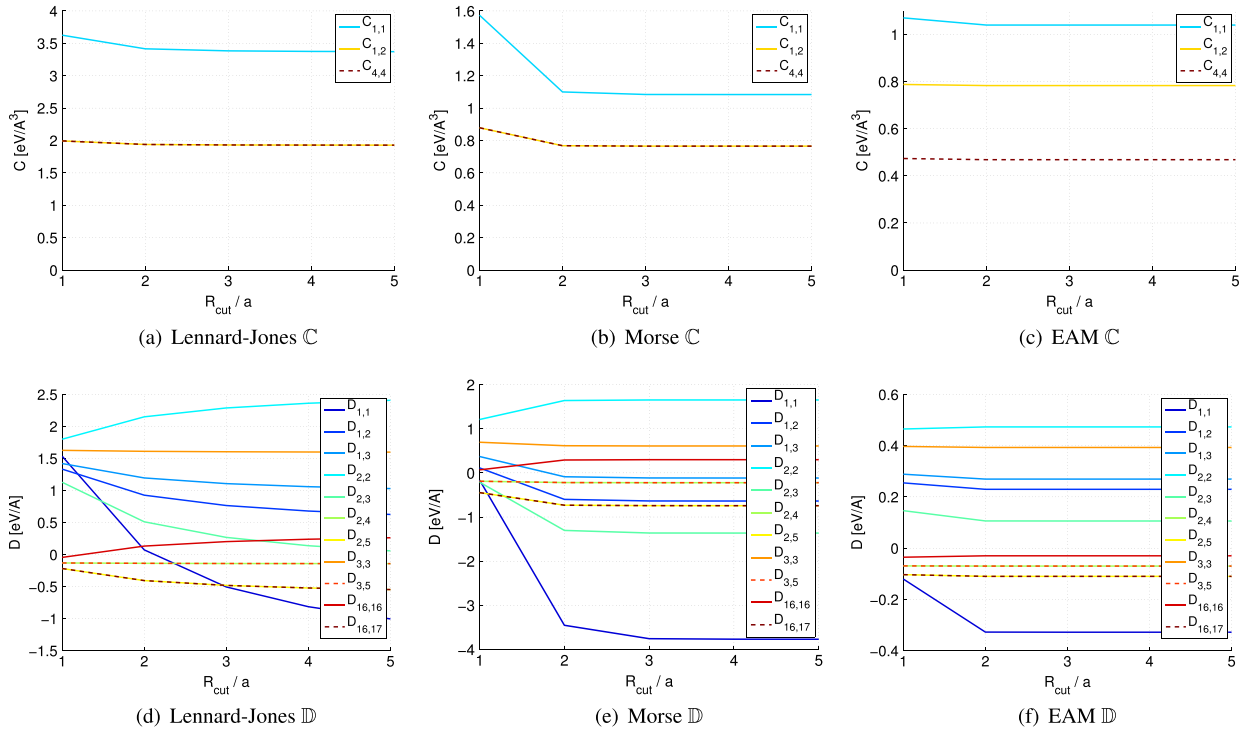 4
3.5
3
2.5
2
1.5
1
0.5
0
C [eV/A³]
C₁,₁
C₁,₂
C₄,₄
1 2 3 4 5
R_cut / a
(a) Lennard-Jones ℂ
1.6
1.4
1.2
1
0.8
0.6
0.4
0.2
0
C [eV/A³]
C₁,₁
C₁,₂
C₄,₄
1 2 3 4 5
R_cut / a
(b) Morse ℂ
1
0.8
0.6
0.4
0.2
0
C [eV/A³]
C₁,₁
C₁,₂
C₄,₄
1 2 3 4 5
R_cut / a
(c) EAM ℂ
2.5
2
1.5
1
0.5
0
−0.5
−1
−1.5
D [eV/A]
D₁,₁
D₁,₂
D₁,₃
D₂,₂
D₂,₃
D₂,₄
D₂,₅
D₃,₃
D₃,₅
D₁₆,₁₆
D₁₆,₁₇
1 2 3 4 5
R_cut / a
(d) Lennard-Jones 𝔻
2
1
0
−1
−2
−3
−4
D [eV/A]
D₁,₁
D₁,₂
D₁,₃
D₂,₂
D₂,₃
D₂,₄
D₂,₅
D₃,₃
D₃,₅
D₁₆,₁₆
D₁₆,₁₇
1 2 3 4 5
R_cut / a
(e) Morse 𝔻
0.6
0.4
0.2
0
−0.2
−0.4
D [eV/A]
D₁,₁
D₁,₂
D₁,₃
D₂,₂
D₂,₃
D₂,₄
D₂,₅
D₃,₃
D₃,₅
D₁₆,₁₆
D₁₆,₁₇
1 2 3 4 5
R_cut / a
(f) EAM 𝔻